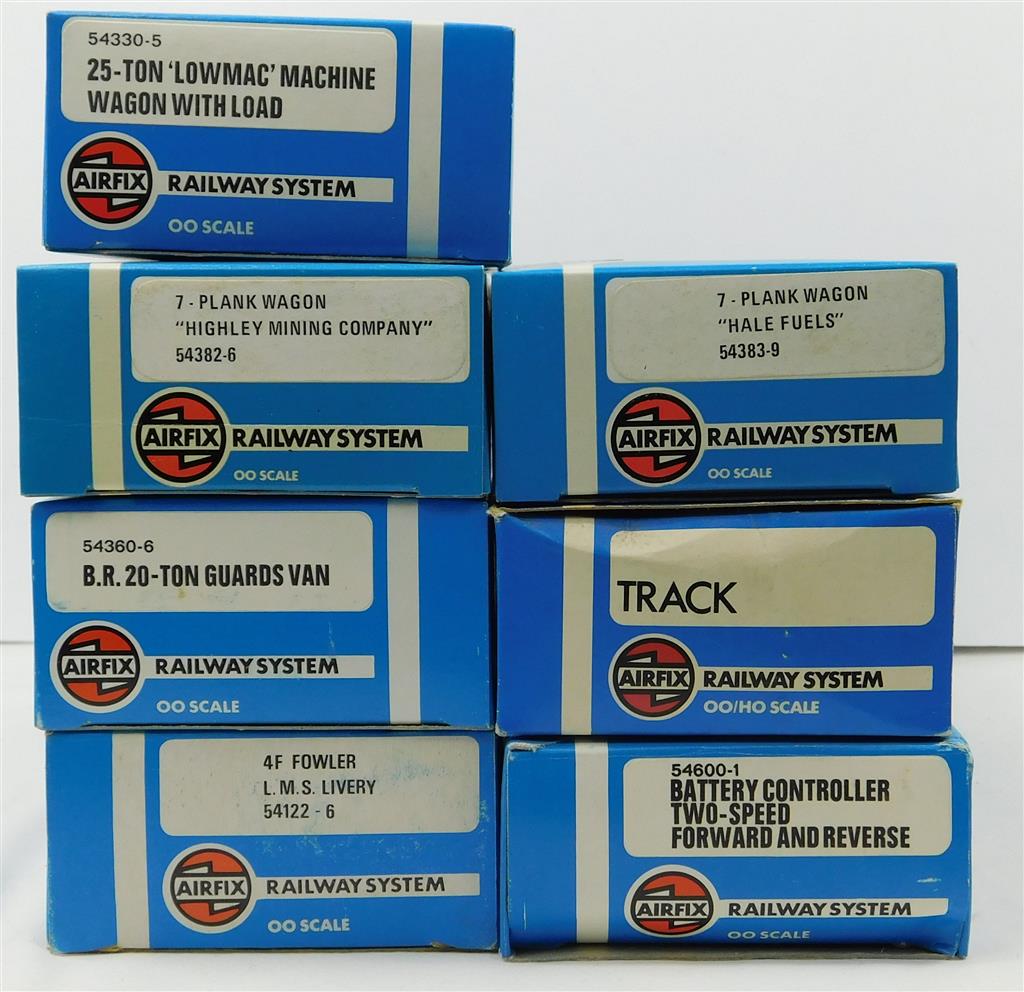 54330-5
25-TON 'LOWMAC' MACHINE
WAGON WITH LOAD
AIRFIX RAILWAY SYSTEM
OO SCALE
7 - PLANK WAGON
"HIGHLEY MINING COMPANY"
54382-6
AIRFIX RAILWAY SYSTEM
OO SCALE
7 - PLANK WAGON
"HALE FUELS"
54383-9
AIRFIX RAILWAY SYSTEM
OO SCALE
54360-6
B.R. 20-TON GUARDS VAN
AIRFIX RAILWAY SYSTEM
OO SCALE
TRACK
AIRFIX RAILWAY SYSTEM
OO/HO SCALE
4F FOWLER
L.M.S. LIVERY
54122 - 6
AIRFIX RAILWAY SYSTEM
OO SCALE
54600-1
BATTERY CONTROLLER
TWO-SPEED
FORWARD AND REVERSE
AIRFIX RAILWAY SYSTEM
OO SCALE